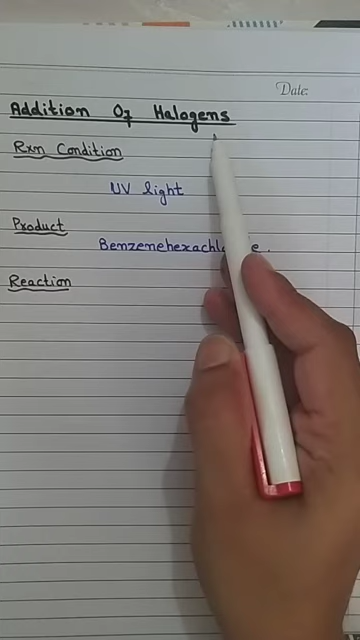 Date:
Addition Of Halogens
Rxn Condition
UV light
Product
Reaction